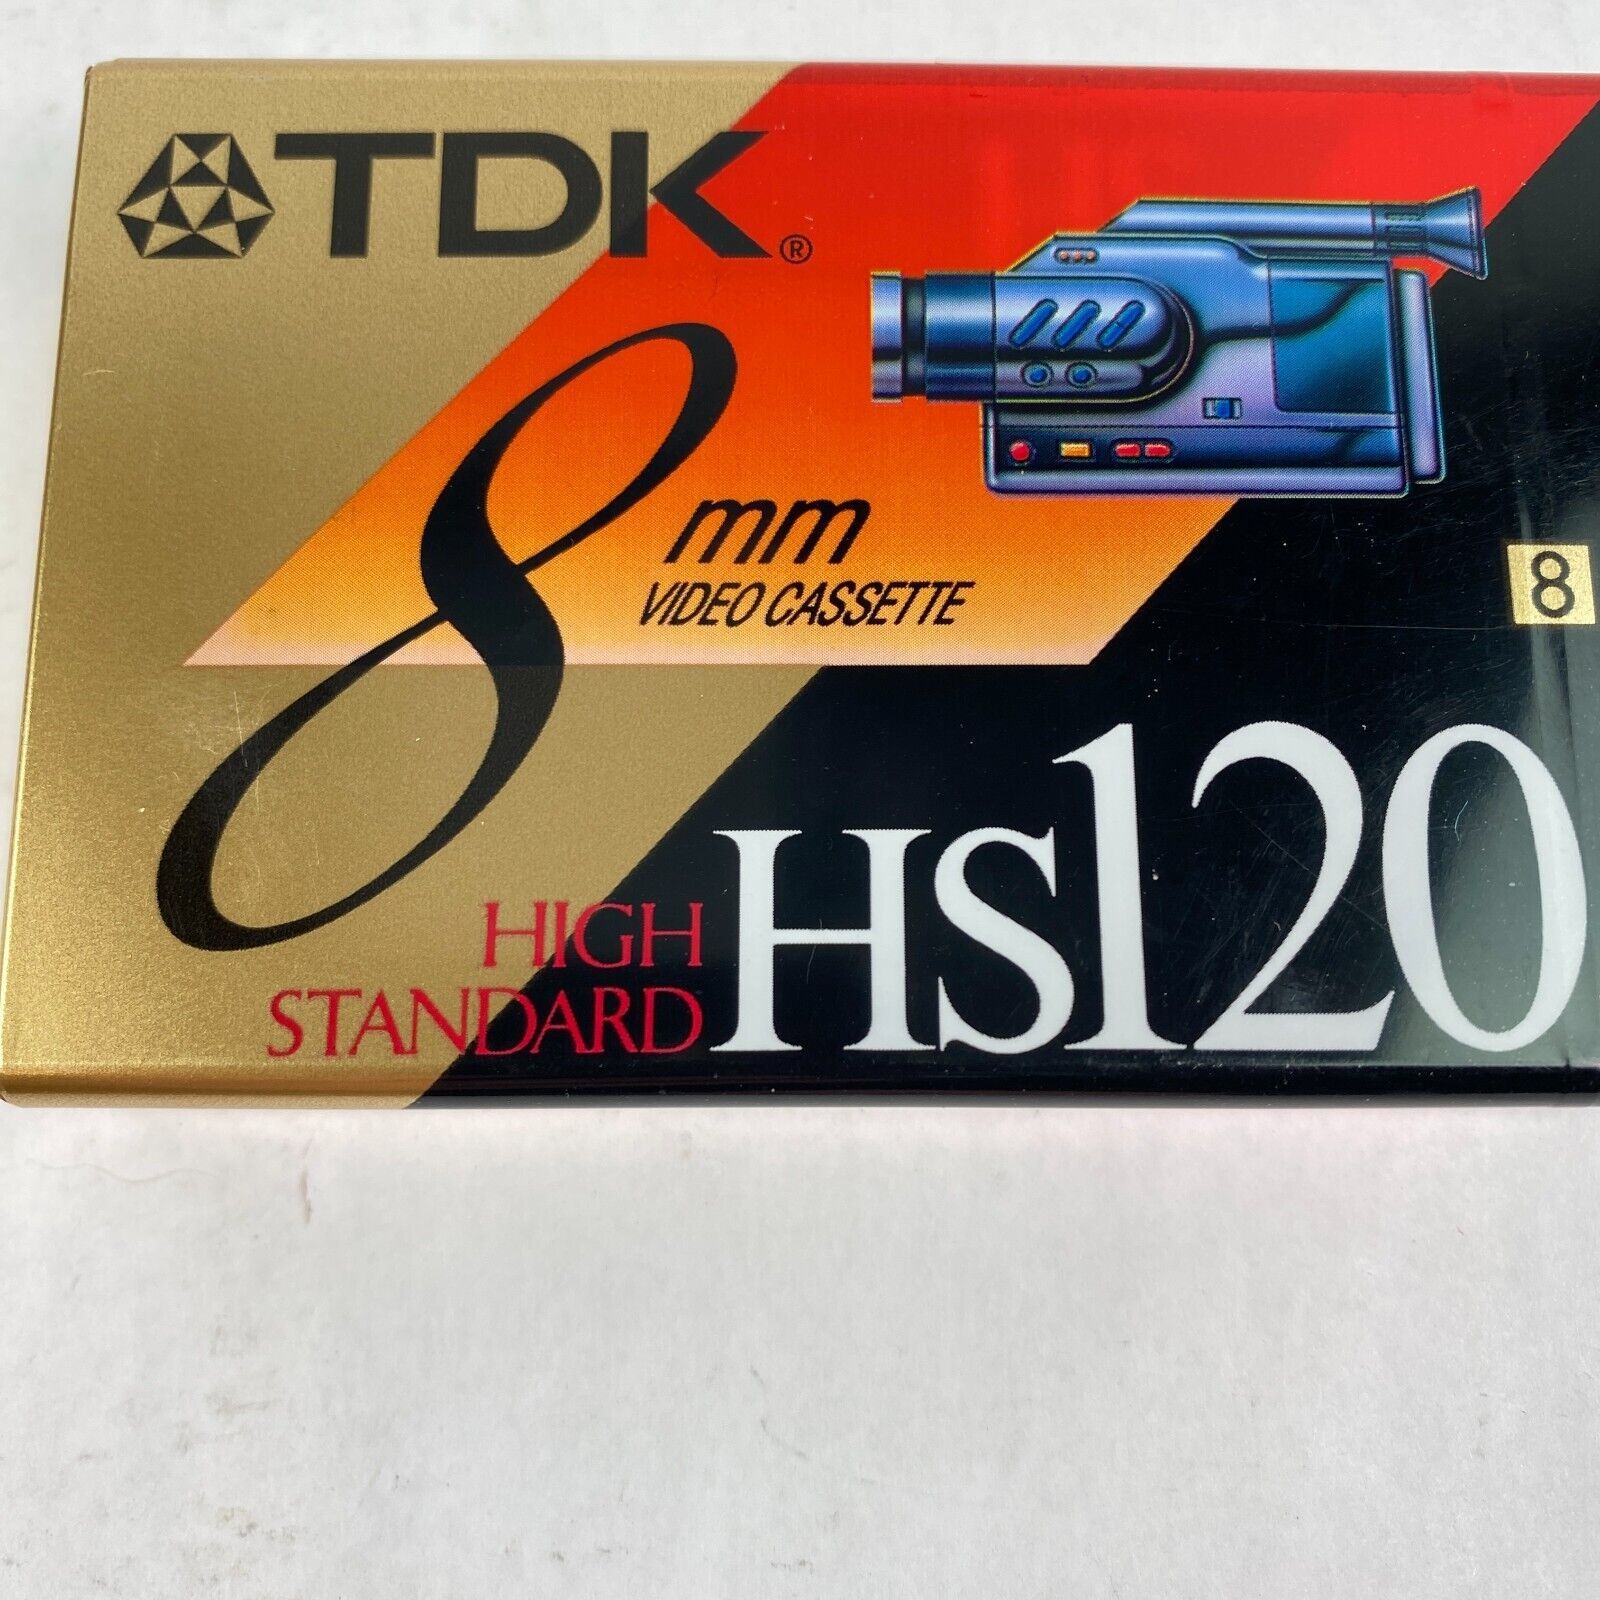 TDK®
8mm
VIDEO CASSETTE
8
HIGH
STANDARD HS120